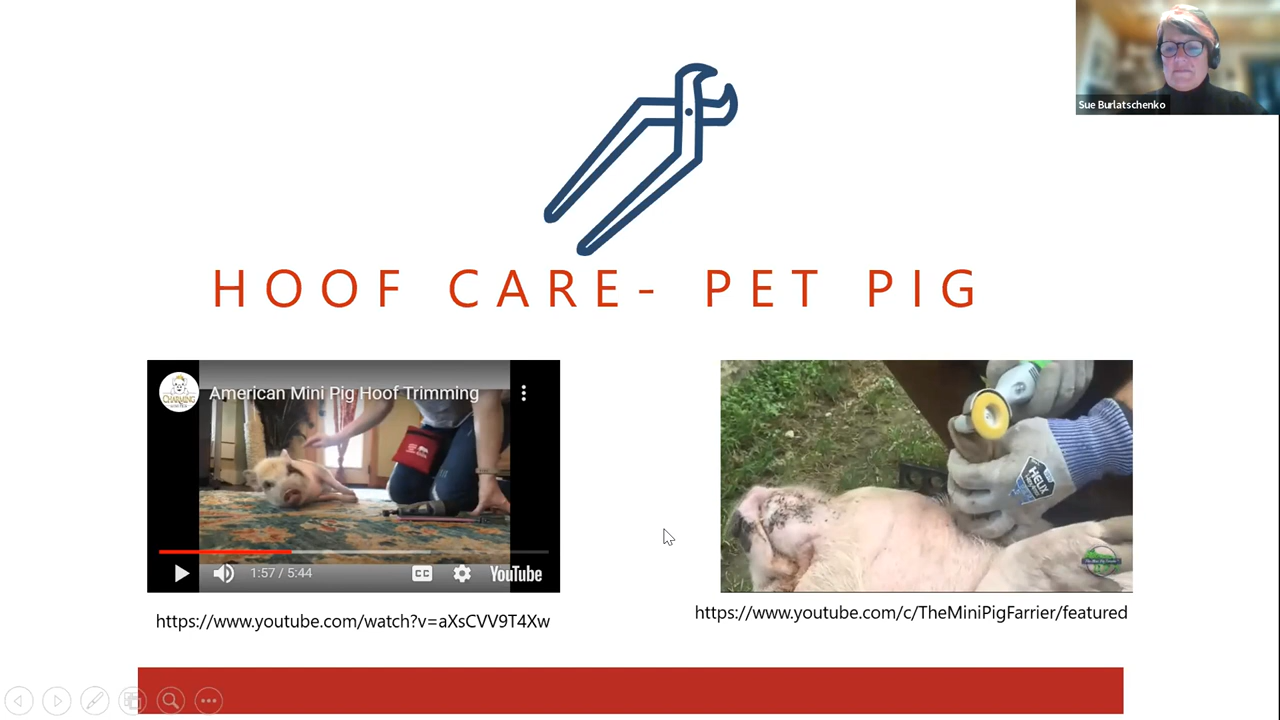 Sue Burlatschenko
HOOF CARE- PET PIG
CHARMING
American Mini Pig Hoof Trimming
HELIX
1:57 / 5:44
CC
YouTube
https://www.youtube.com/watch?v=aXsCVV9T4Xw
https://www.youtube.com/c/TheMiniPigFarrier/featured